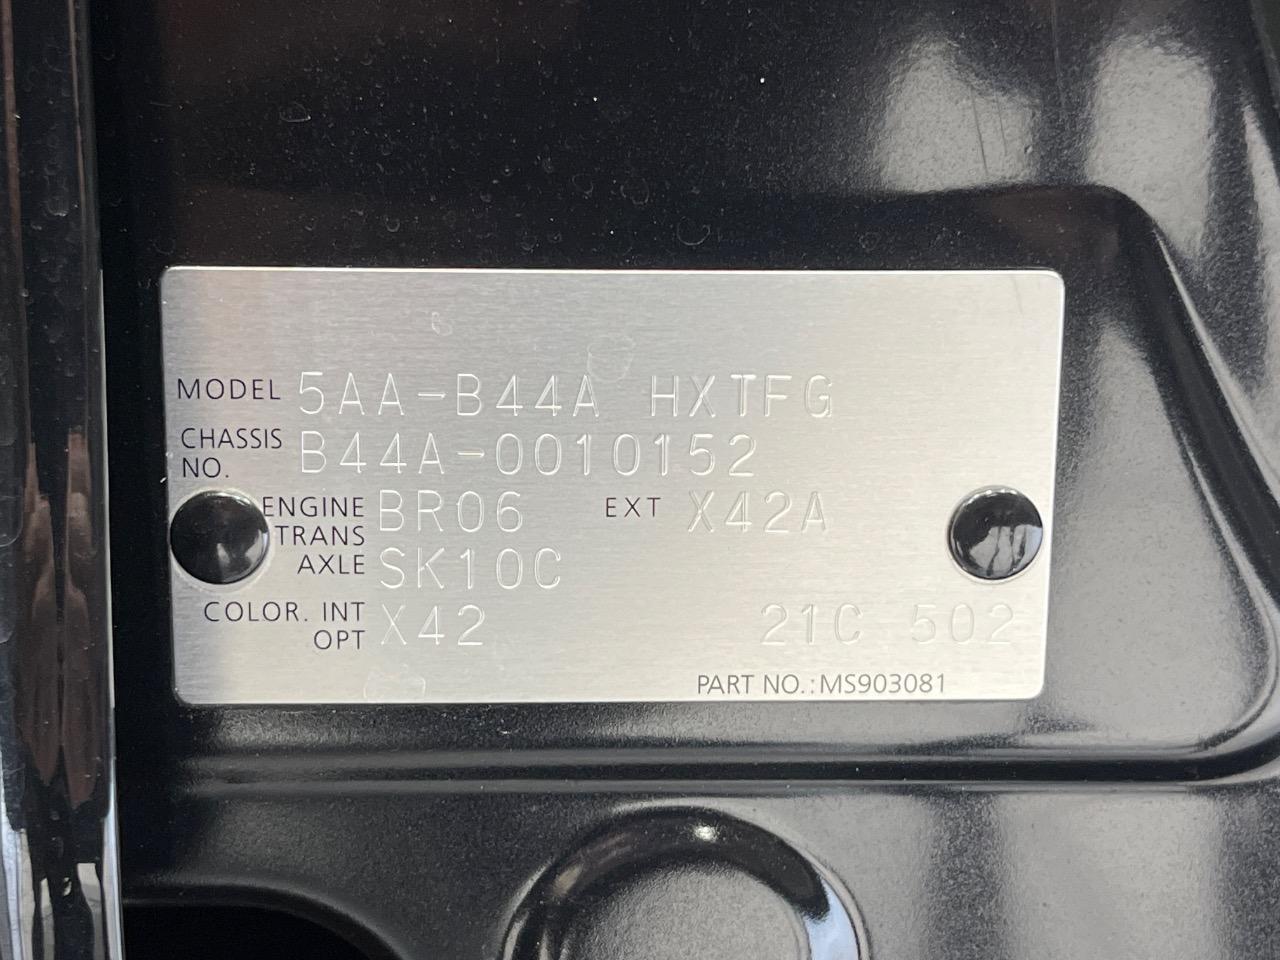 MODEL 5AA-B44A HXTFG
CHASSIS NO. B44A-0010152
ENGINE BR06 EXT X42A
TRANS AXLE SK10C
COLOR. INT OPT X42 21C 502
PART NO.:MS903081